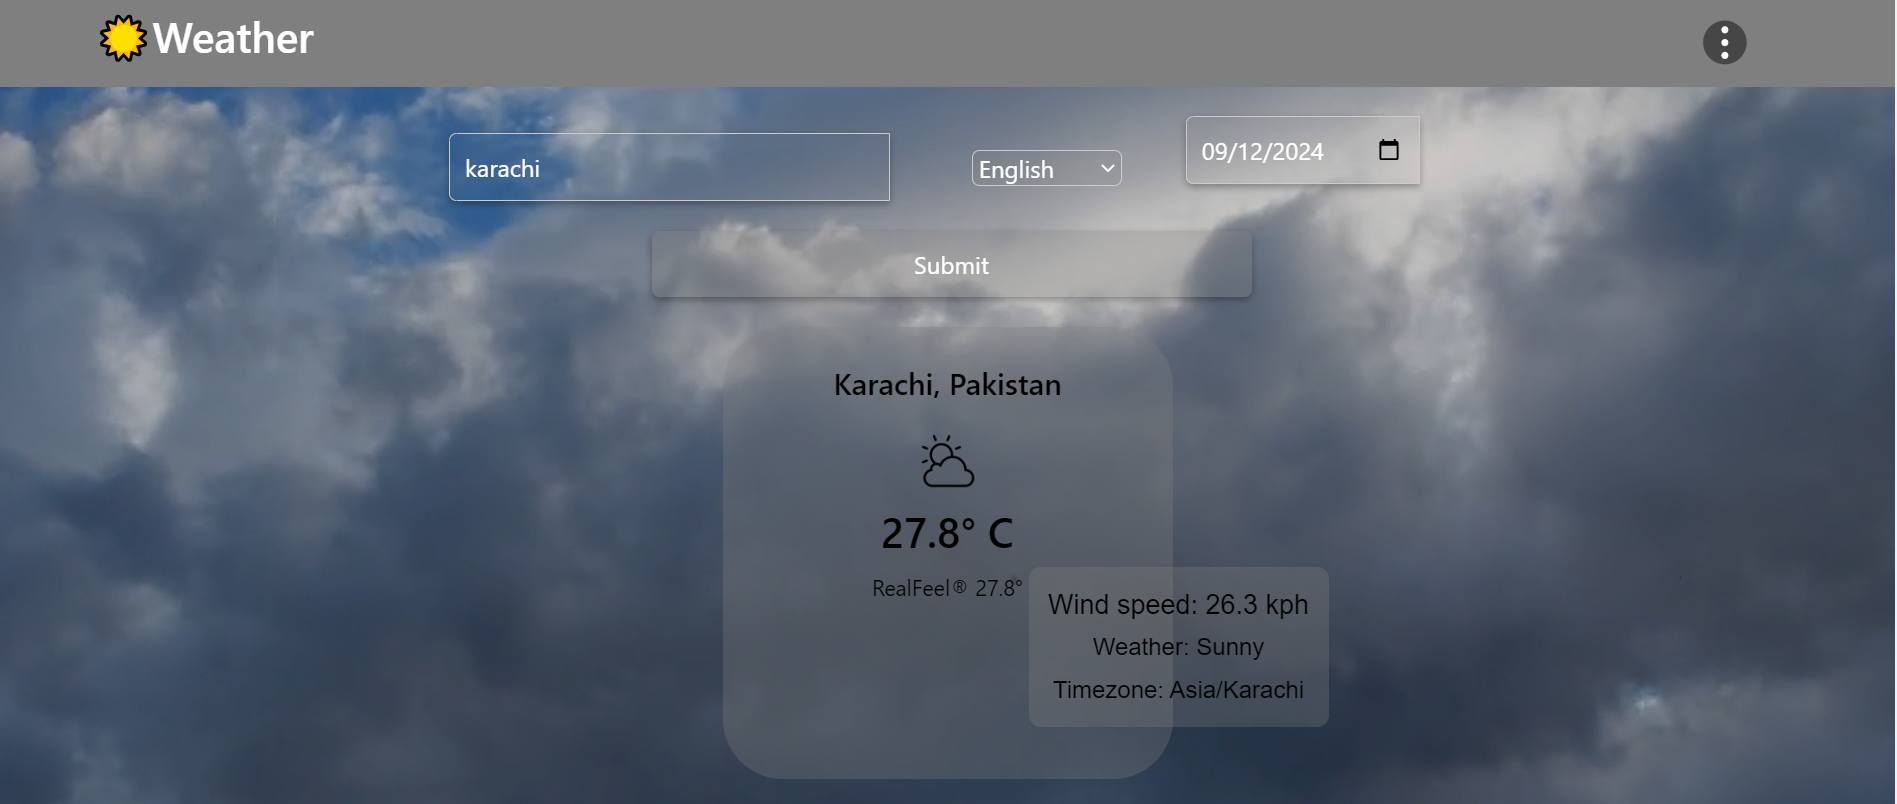 Weather
karachi
English
09/12/2024
Submit
Karachi, Pakistan
27.8° C
RealFeel® 27.8°
Wind speed: 26.3 kph
Weather: Sunny
Timezone: Asia/Karachi